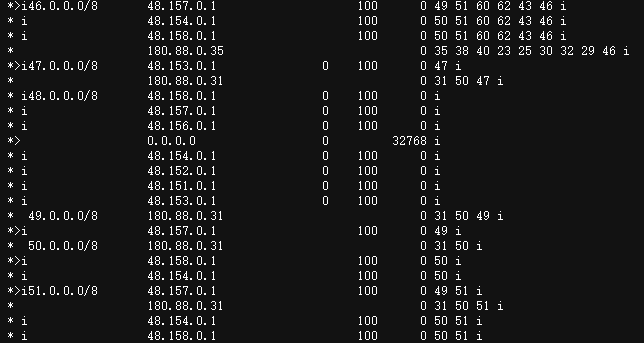 *>i46.0.0.0/8 48.157.0.1 100 0 49 51 60 62 43 46 i
* i 48.154.0.1 100 0 50 51 60 62 43 46 i
* i 48.158.0.1 100 0 50 51 60 62 43 46 i
* 180.88.0.35 0 35 38 40 23 25 30 32 29 46 i
*>i47.0.0.0/8 48.153.0.1 0 100 0 47 i
* 180.88.0.31 0 31 50 47 i
* i48.0.0.0/8 48.158.0.1 0 100 0 i
* i 48.157.0.1 0 100 0 i
* i 48.156.0.1 0 100 0 i
*> 0.0.0.0 0 32768 i
* i 48.154.0.1 0 100 0 i
* i 48.152.0.1 0 100 0 i
* i 48.151.0.1 0 100 0 i
* i 48.153.0.1 0 100 0 i
* 49.0.0.0/8 180.88.0.31 0 31 50 49 i
*>i 48.157.0.1 100 0 49 i
* 50.0.0.0/8 180.88.0.31 0 31 50 i
*>i 48.158.0.1 100 0 50 i
* i 48.154.0.1 100 0 50 i
*>i51.0.0.0/8 48.157.0.1 100 0 49 51 i
* 180.88.0.31 0 31 50 51 i
* i 48.154.0.1 100 0 50 51 i
* i 48.158.0.1 100 0 50 51 i